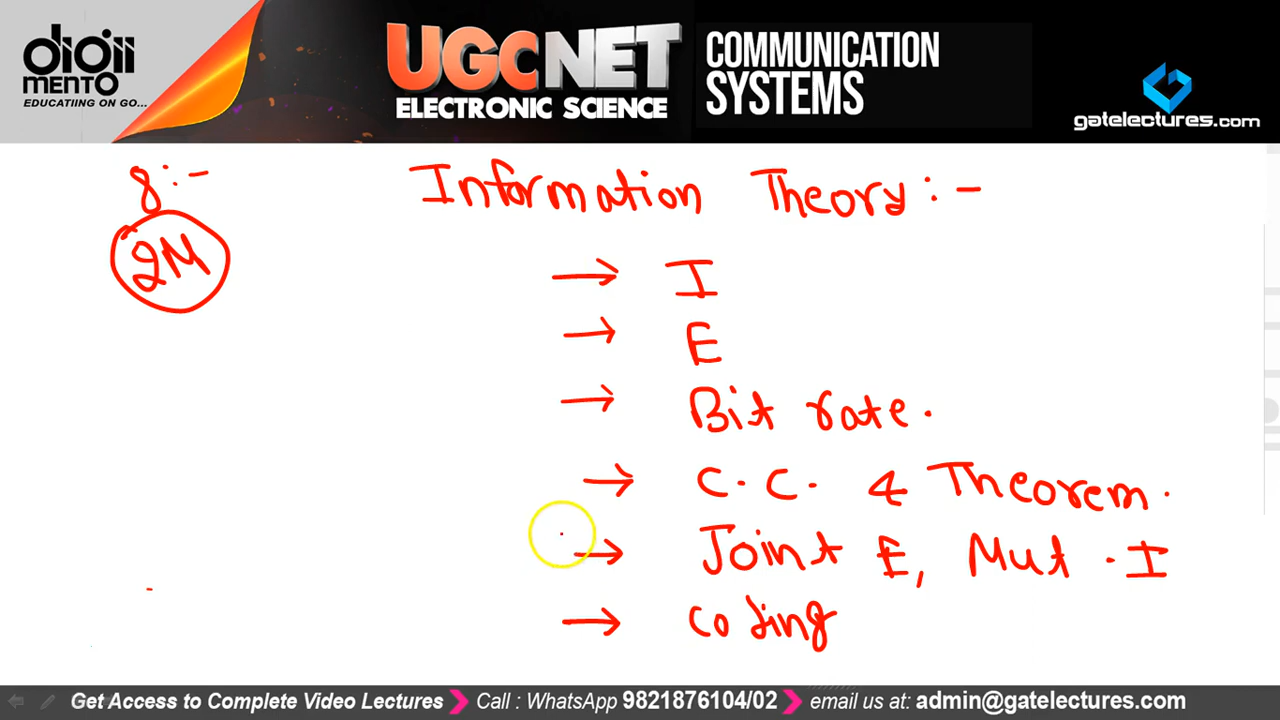 digii
mento
EDUCATIING ON GO...
UGCNET
ELECTRONIC SCIENCE
COMMUNICATION
SYSTEMS
gatelectures.com
8:-
Information Theory:-
2M
→ I
→ E
→ Bit rate.
→ C.C. & Theorem.
→ Joint E, Mut. I
→ Coding
Get Access to Complete Video Lectures
Call : WhatsApp 9821876104/02
email us at: admin@gatelectures.com